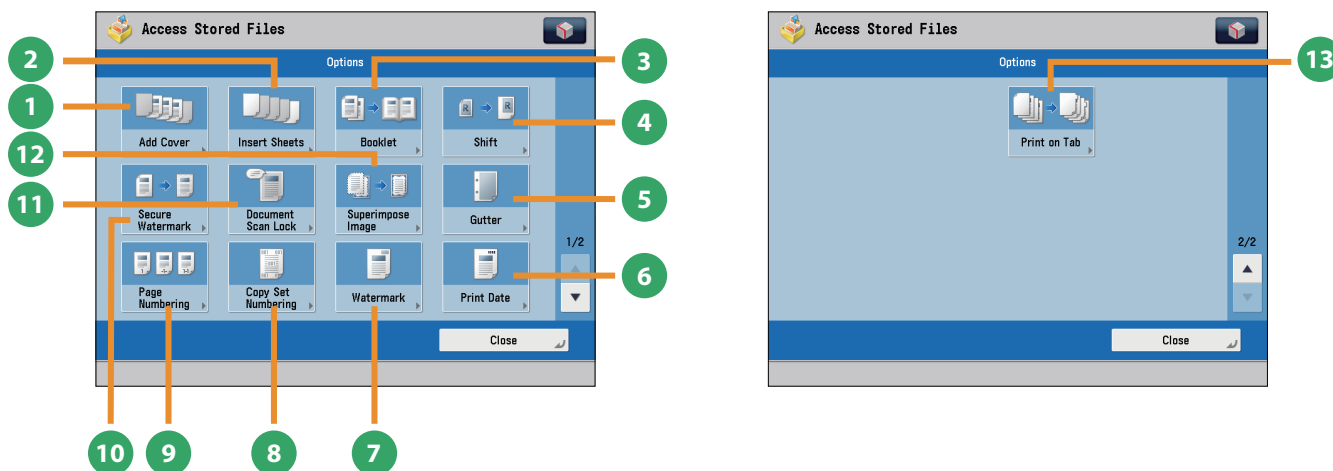 Access Stored Files
Options
2
3
1
4
Add Cover
Insert Sheets
Booklet
Shift
12
11
5
Secure
Watermark
Document
Scan Lock
Superimpose
Image
Gutter
1/2
6
Page
Numbering
Copy Set
Numbering
Watermark
Print Date
Close
10
9
8
7
Access Stored Files
Options
13
Print on Tab
2/2
Close